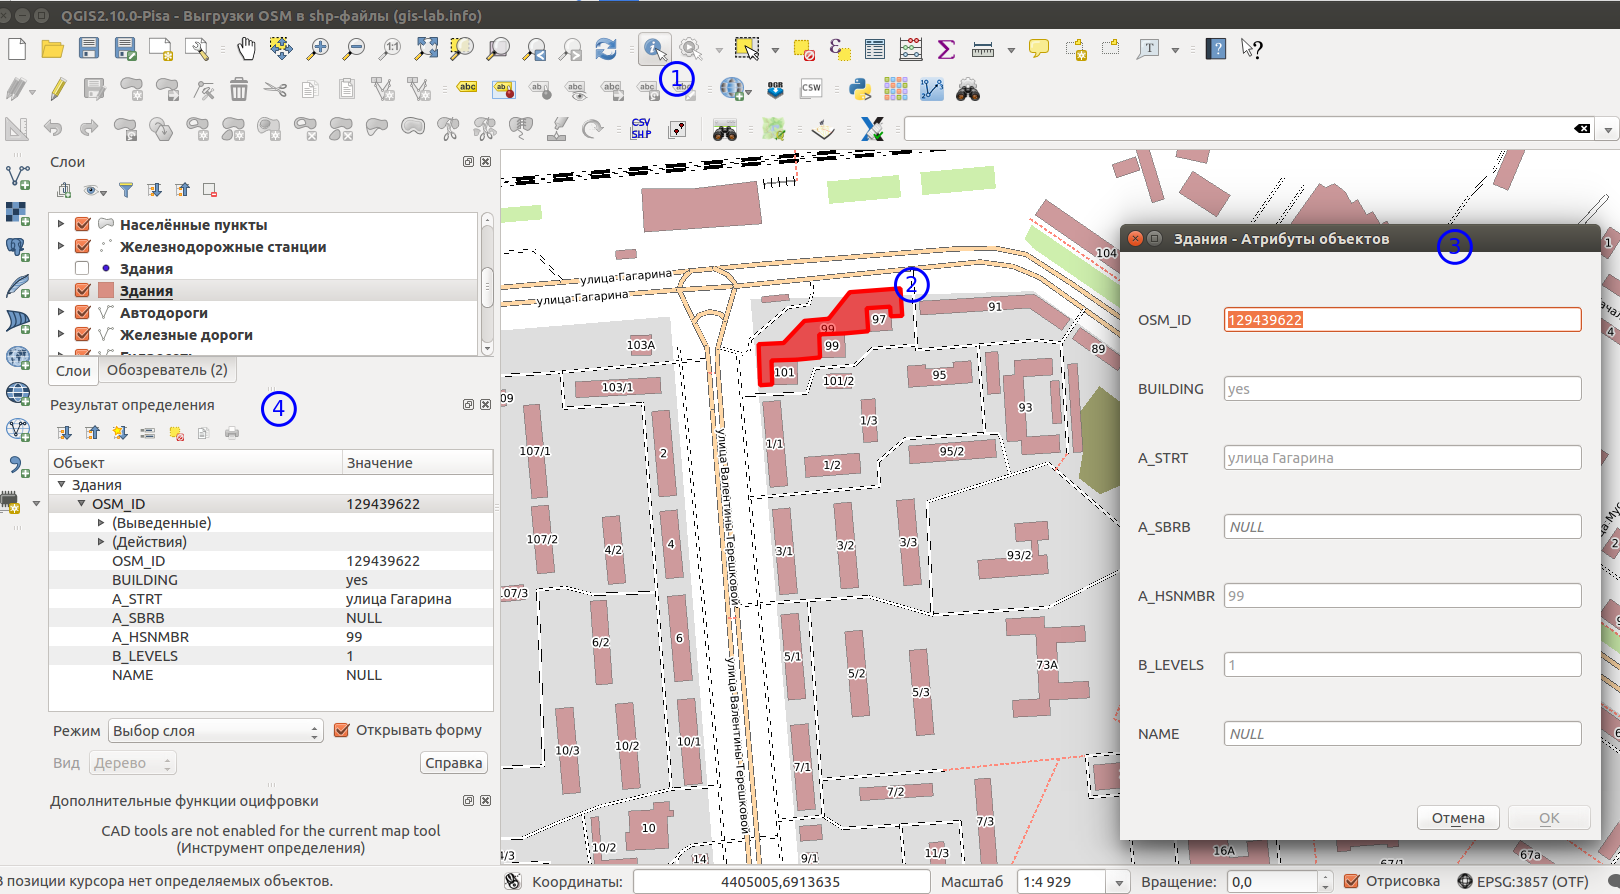 QGIS2.10.0-Pisa - Выгрузки OSM в shp-файлы (gis-lab.info)
1
Слои
Населённые пункты
Железнодорожные станции
Здания
Здания
Автодороги
Железные дороги
Слои
Обозреватель (2)
4
Результат определения
Объект Значение
Здания
OSM_ID 129439622
(Выведенные)
(Действия)
OSM_ID 129439622
BUILDING yes
A_STRT улица Гагарина
A_SBRB NULL
A_HSNMBR 99
B_LEVELS 1
NAME NULL
Режим Выбор слоя Открывать форму
Вид Дерево Справка
Дополнительные функции оцифровки
CAD tools are not enabled for the current map tool
(Инструмент определения)
улица Гагарина
улица Гагарина
2
104
91
97
99
99
101
101/2
95
89
93
103А
103/1
09
107/1
2
1/1
1/3
1/2
95/2
107/2
4/2
4
3/1
3/2
3/3
93/2
107/3
6/2
6
5/1
5/2
5/3
73А
10/3
10/2
10/1
7/1
7/2
7/3
10
10/2
4/3
14
9/1
11/3
16А
67/1
67а
улица Валентины Терешковой
улица Валентины Терешковой
3
Здания - Атрибуты объектов
OSM_ID 129439622
BUILDING yes
A_STRT улица Гагарина
A_SBRB NULL
A_HSNMBR 99
B_LEVELS 1
NAME NULL
Отмена OK
позиции курсора нет определяемых объектов.
Координаты: 4405005,6913635 Масштаб 1:4 929 Вращение: 0,0 Отрисовка EPSG:3857 (OTF)